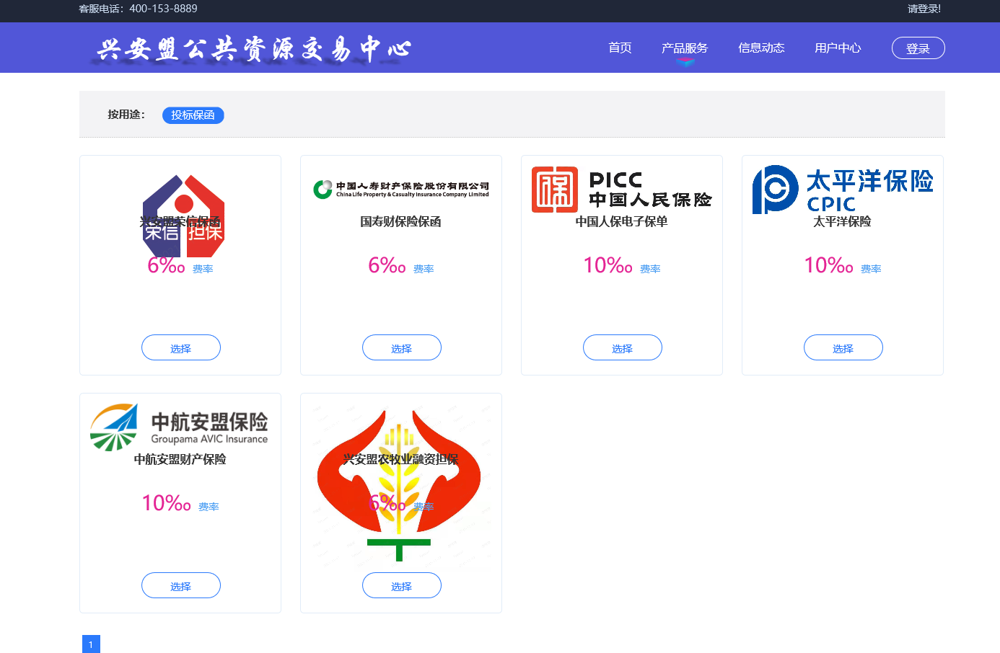 客服电话：400-153-8889
请登录!
兴安盟公共资源交易中心
首页
产品服务
信息动态
用户中心
登录
按用途：
投标保函
荣信 担保
兴安盟荣信保函
6‰ 费率
选择
中国人寿财产保险股份有限公司
China Life Property & Casualty Insurance Company Limited
国寿财保险保函
6‰ 费率
选择
PICC
中国人民保险
中国人保电子保单
10‰ 费率
选择
太平洋保险
CPIC
太平洋保险
10‰ 费率
选择
中航安盟保险
Groupama AVIC Insurance
中航安盟财产保险
10‰ 费率
选择
兴安盟农牧业融资担保
6‰ 费率
选择
1